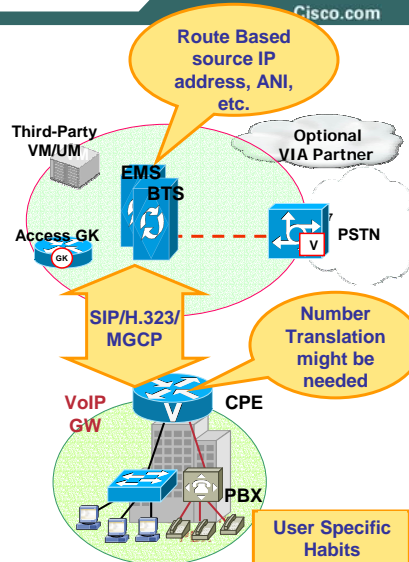 Cisco.com
Route Based
source IP
address, ANI,
etc.
Third-Party
VM/UM
Optional
VIA Partner
EMS
BTS
Access GK
GK
V
PSTN
SIP/H.323/
MGCP
Number
Translation
might be
needed
VoIP
GW
V
CPE
PBX
User Specific
Habits